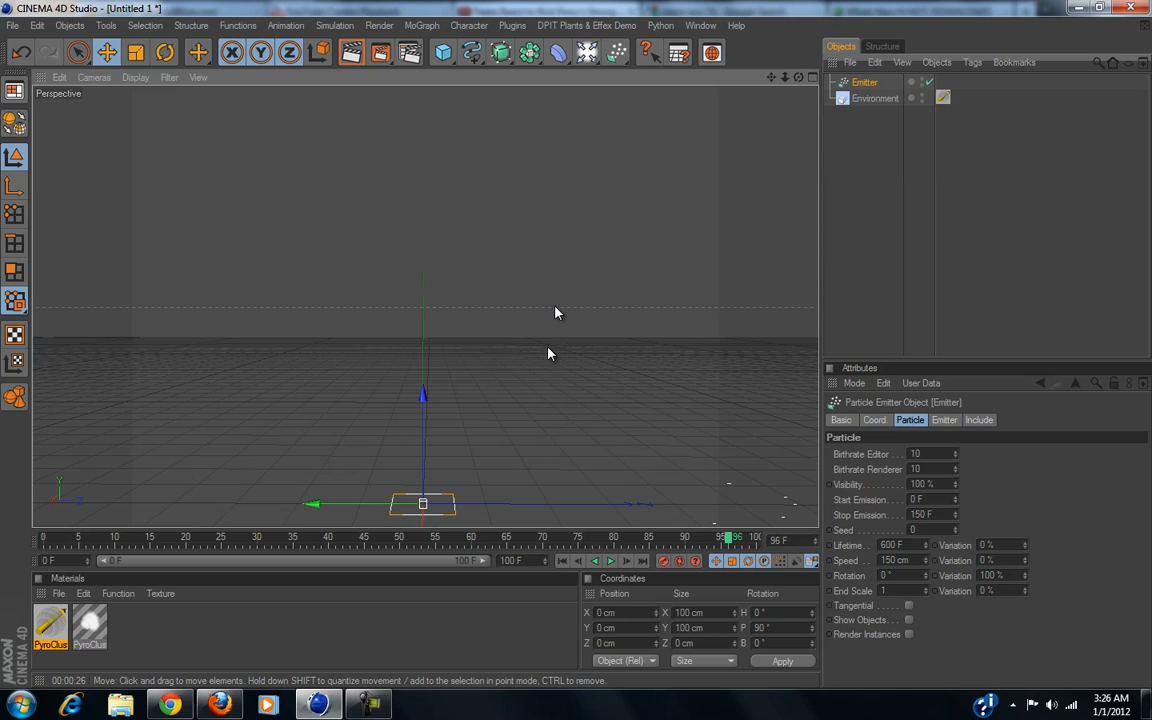 CINEMA 4D Studio - [Untitled 1 *]
File Edit Objects Tools Selection Structure Functions Animation Simulation Render MoGraph Character Plugins DPIT Plants & Effex Demo Python Window Help
Objects Structure
File Edit View Objects Tags Bookmarks
Edit Cameras Display Filter View
Perspective
Emitter
Environment
Attributes
Mode Edit User Data
Particle Emitter Object [Emitter]
Basic Coord. Particle Emitter Include
Particle
Birthrate Editor . . . 10
Birthrate Renderer 10
Visibility. . . . . . . . 100 %
Start Emission. . . 0 F
Stop Emission. . . 150 F
Seed . . 0
Lifetime. . 600 F Variation 0 %
Speed . . 150 cm Variation 0 %
Rotation 0 ° Variation 100 %
End Scale 1 Variation 0 %
Tangential . . . . .
Show Objects. . .
Render Instances
Y
X Z
0 5 10 15 20 25 30 35 40 45 50 55 60 65 70 75 80 85 90 95 96 100 96 F
0 F 0 F 100 F 100 F
Materials
File Edit Function Texture
PyroClus PyroClus
Coordinates
Position Size Rotation
X 0 cm X 100 cm H 0 °
Y 0 cm Y 100 cm P 90 °
Z 0 cm Z 0 cm B 0 °
Object (Rel) Size Apply
MAXON CINEMA 4D
00:00:26 Move: Click and drag to move elements. Hold down SHIFT to quantize movement / add to the selection in point mode, CTRL to remove.
3:26 AM
1/1/2012